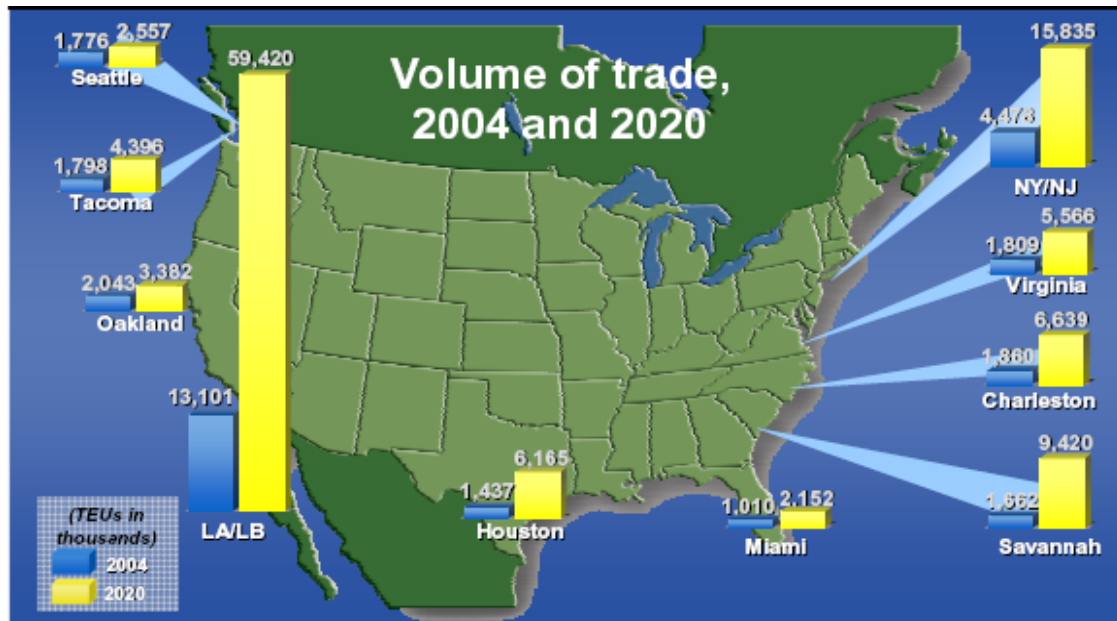 Volume of trade,
2004 and 2020
1,776 2,557
Seattle
1,798 4,396
Tacoma
2,043 3,382
Oakland
13,101 59,420
LA/LB
1,437 6,165
Houston
1,010 2,152
Miami
4,478 15,835
NY/NJ
1,809 5,566
Virginia
1,860 6,639
Charleston
1,662 9,420
Savannah
(TEUs in
thousands)
2004
2020